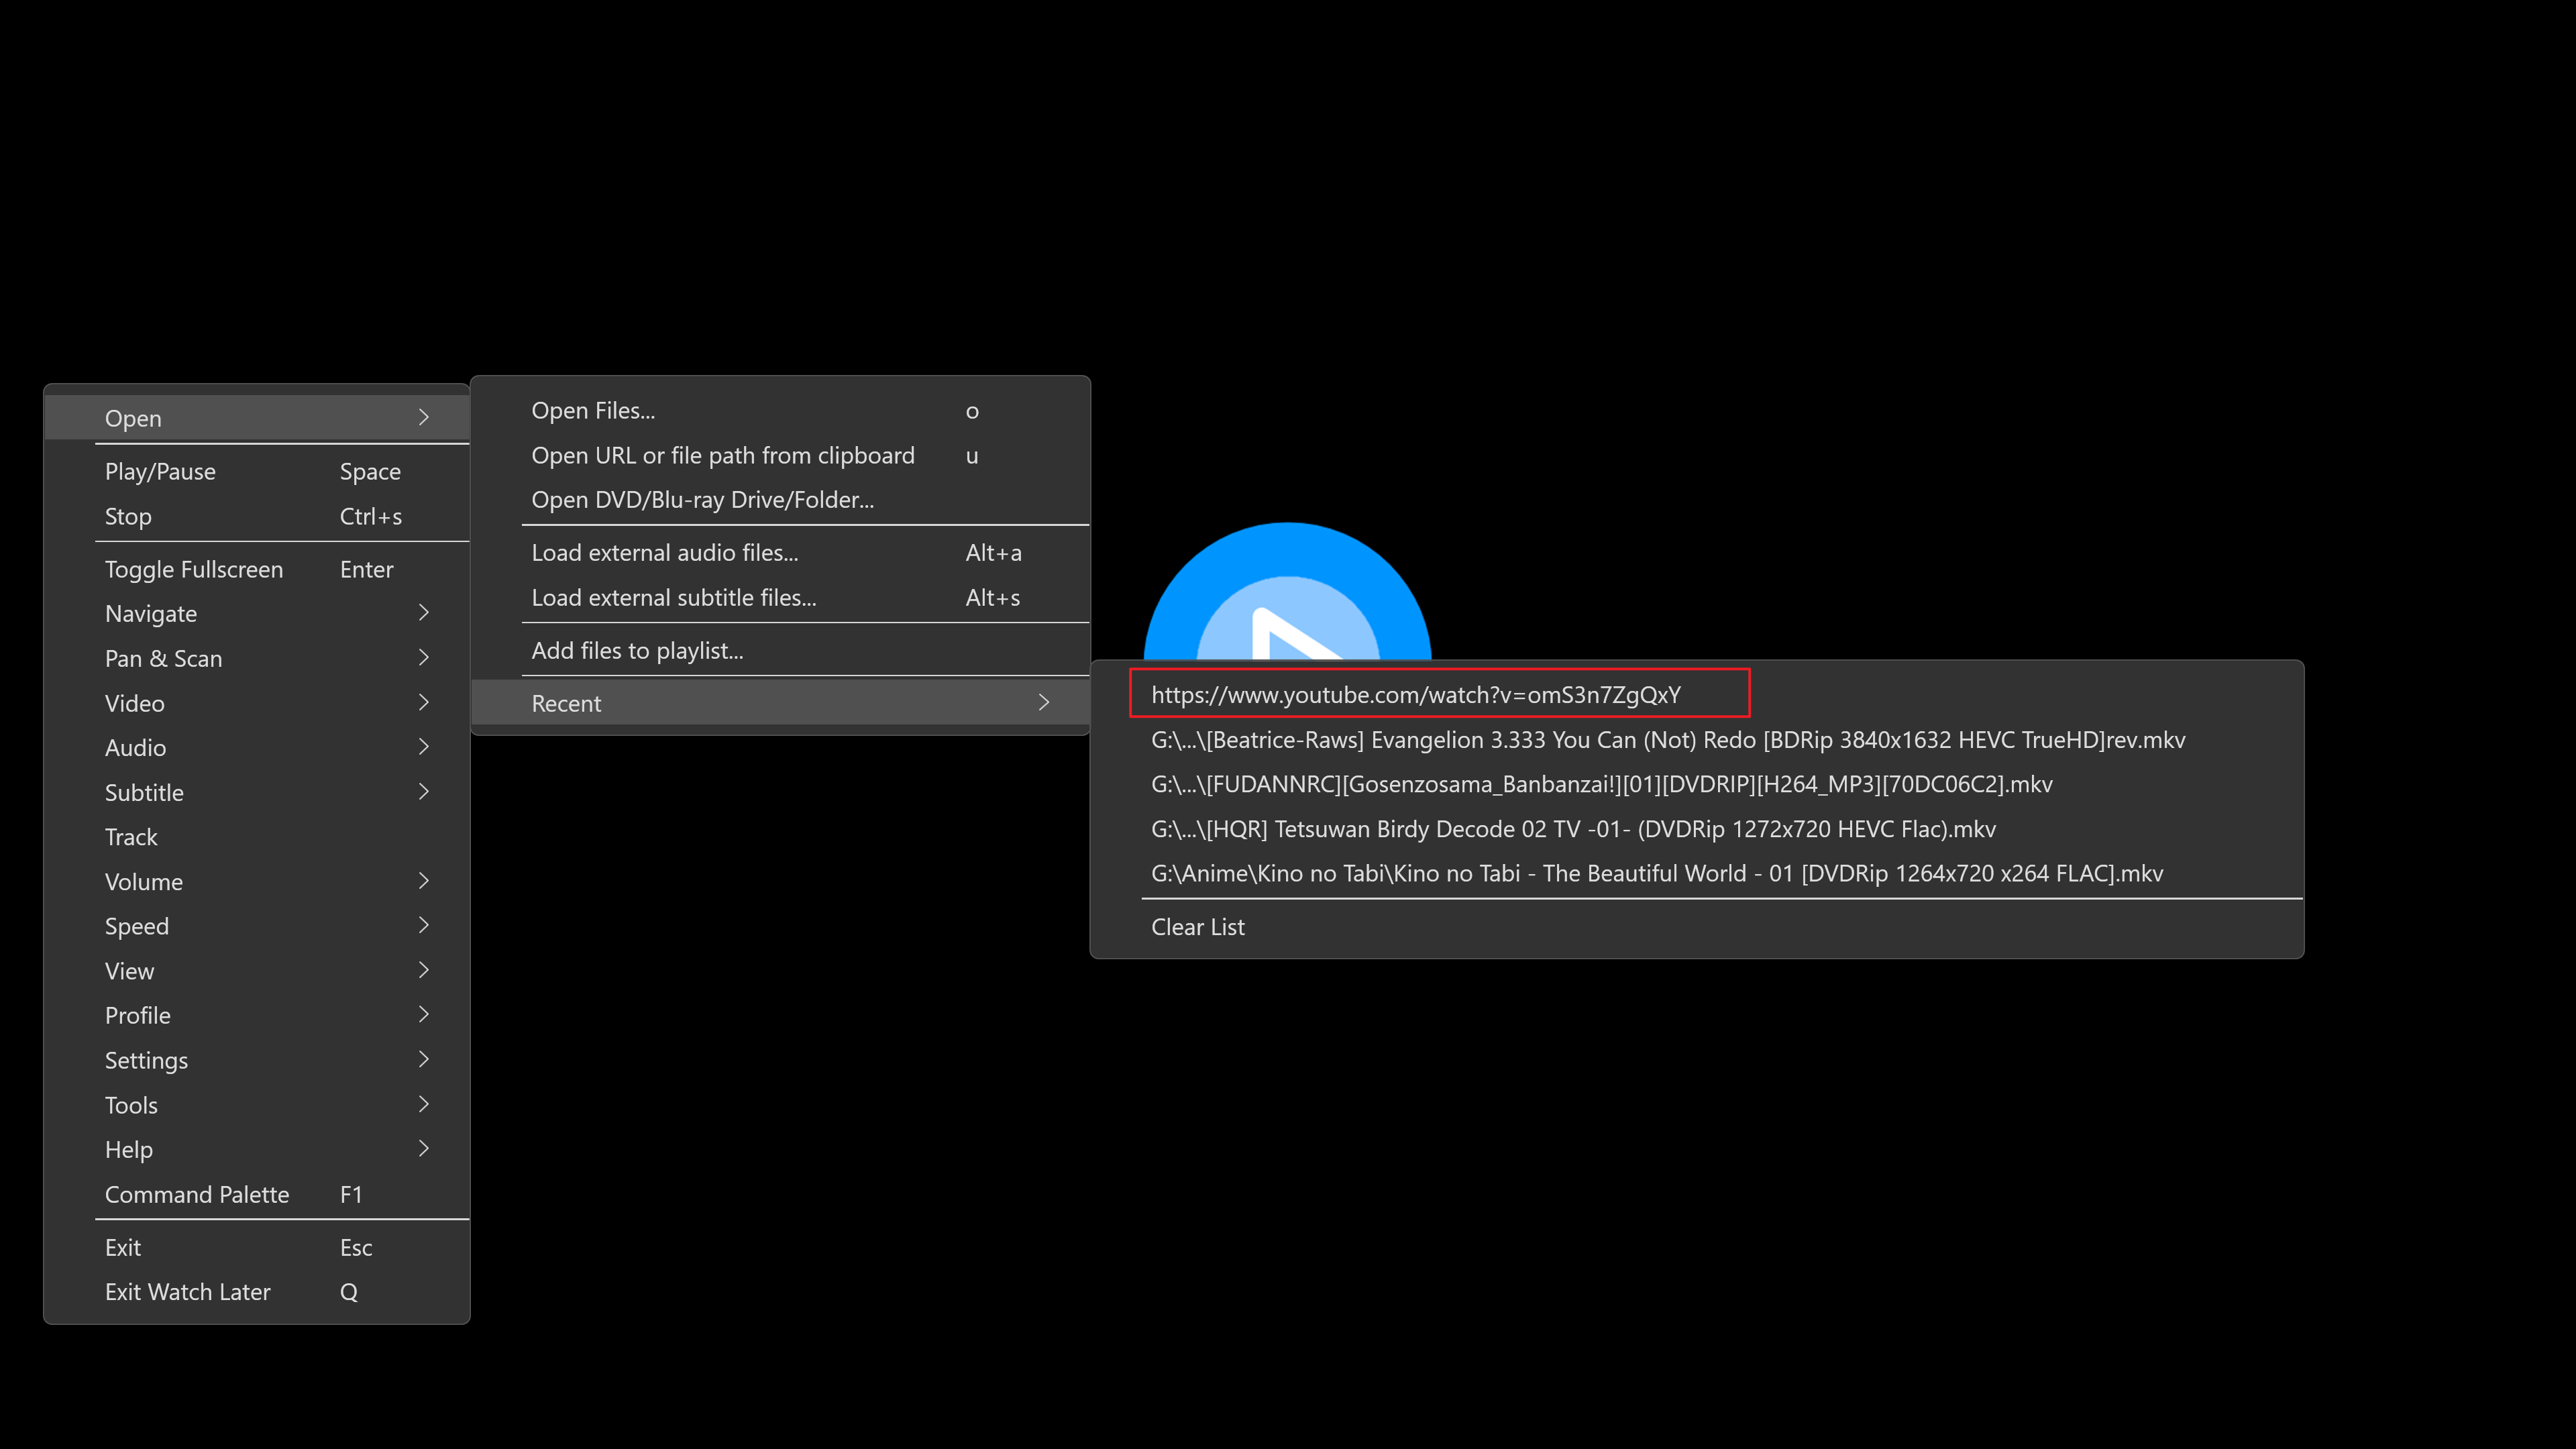 Open
Play/Pause Space
Stop Ctrl+s
Toggle Fullscreen Enter
Navigate
Pan & Scan
Video
Audio
Subtitle
Track
Volume
Speed
View
Profile
Settings
Tools
Help
Command Palette F1
Exit Esc
Exit Watch Later Q
Open Files... o
Open URL or file path from clipboard u
Open DVD/Blu-ray Drive/Folder...
Load external audio files... Alt+a
Load external subtitle files... Alt+s
Add files to playlist...
Recent
https://www.youtube.com/watch?v=omS3n7ZgQxY
G:\...\[Beatrice-Raws] Evangelion 3.333 You Can (Not) Redo [BDRip 3840x1632 HEVC TrueHD]rev.mkv
G:\...\[FUDANNRC][Gosenzosama_Banbanzai!][01][DVDRIP][H264_MP3][70DC06C2].mkv
G:\...\[HQR] Tetsuwan Birdy Decode 02 TV -01- (DVDRip 1272x720 HEVC Flac).mkv
G:\Anime\Kino no Tabi\Kino no Tabi - The Beautiful World - 01 [DVDRip 1264x720 x264 FLAC].mkv
Clear List